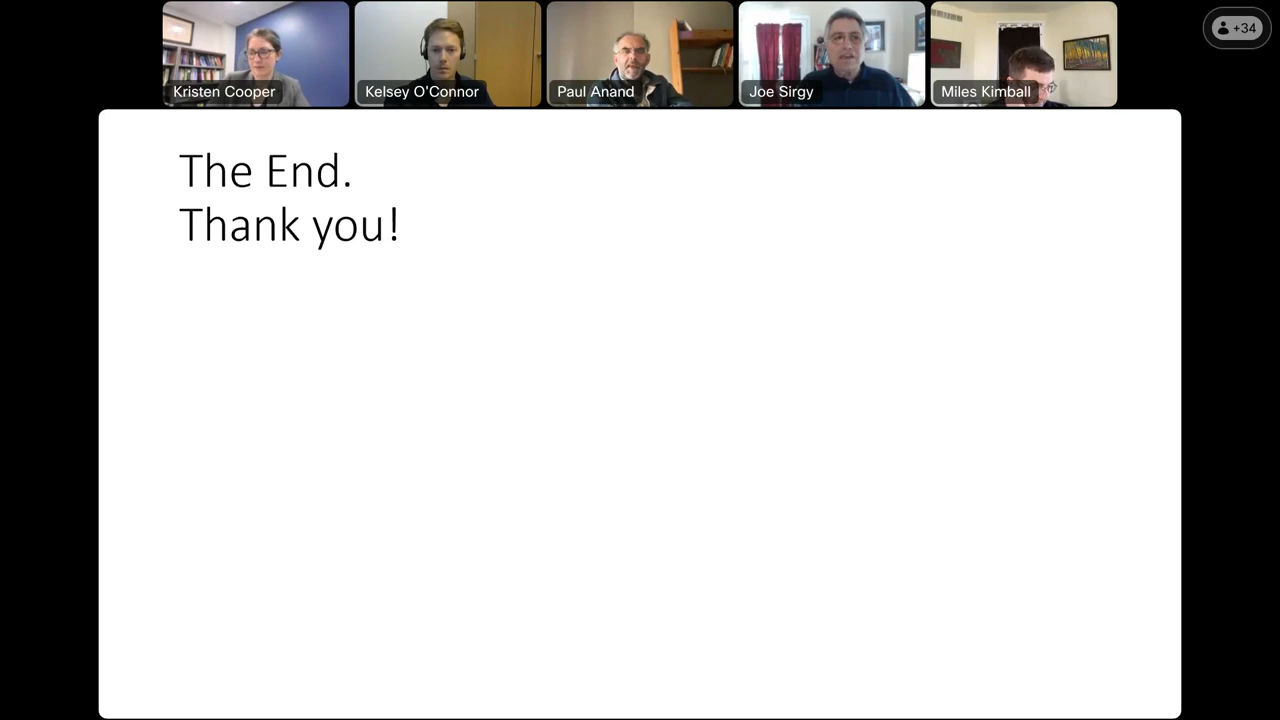 Kristen Cooper
Kelsey O'Connor
Paul Anand
Joe Sirgy
Miles Kimball
+34
The End.
Thank you!